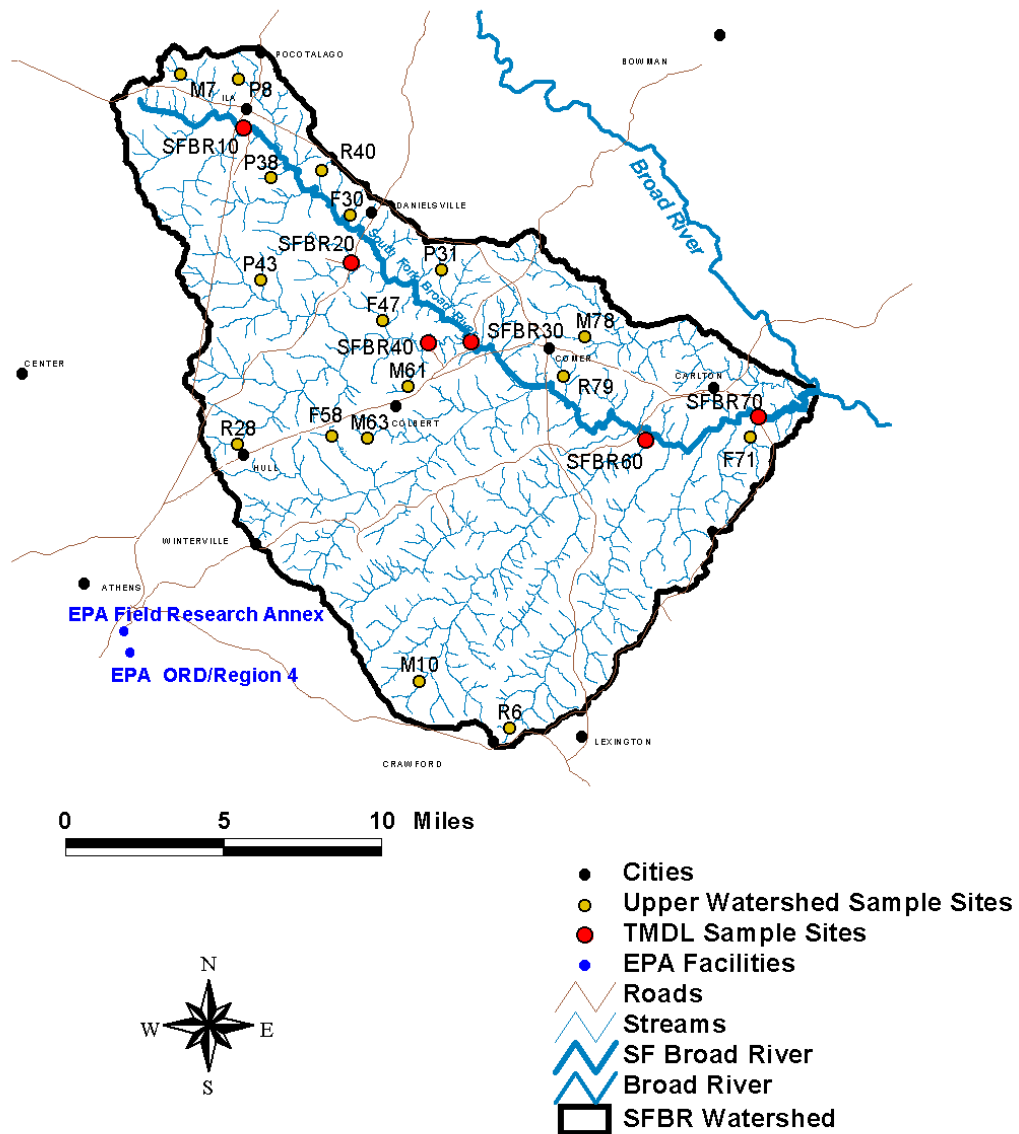 POCOTALAGO
BOWMAN
M7
P8
ILA
SFBR10
P38
R40
F30
DANIELSVILLE
Broad River
SFBR20
South Fork Broad River
P31
P43
F47
M78
SFBR30
SFBR40
COMER
CENTER
M61
R79
CARLTON
SFBR70
F58
M63
COLBERT
R28
HULL
SFBR60
F71
WINTERVILLE
ATHENS
EPA Field Research Annex
EPA ORD/Region 4
M10
R6
LEXINGTON
CRAWFORD
0 5 10 Miles
Cities
Upper Watershed Sample Sites
TMDL Sample Sites
EPA Facilities
Roads
Streams
SF Broad River
Broad River
SFBR Watershed
N
W E
S